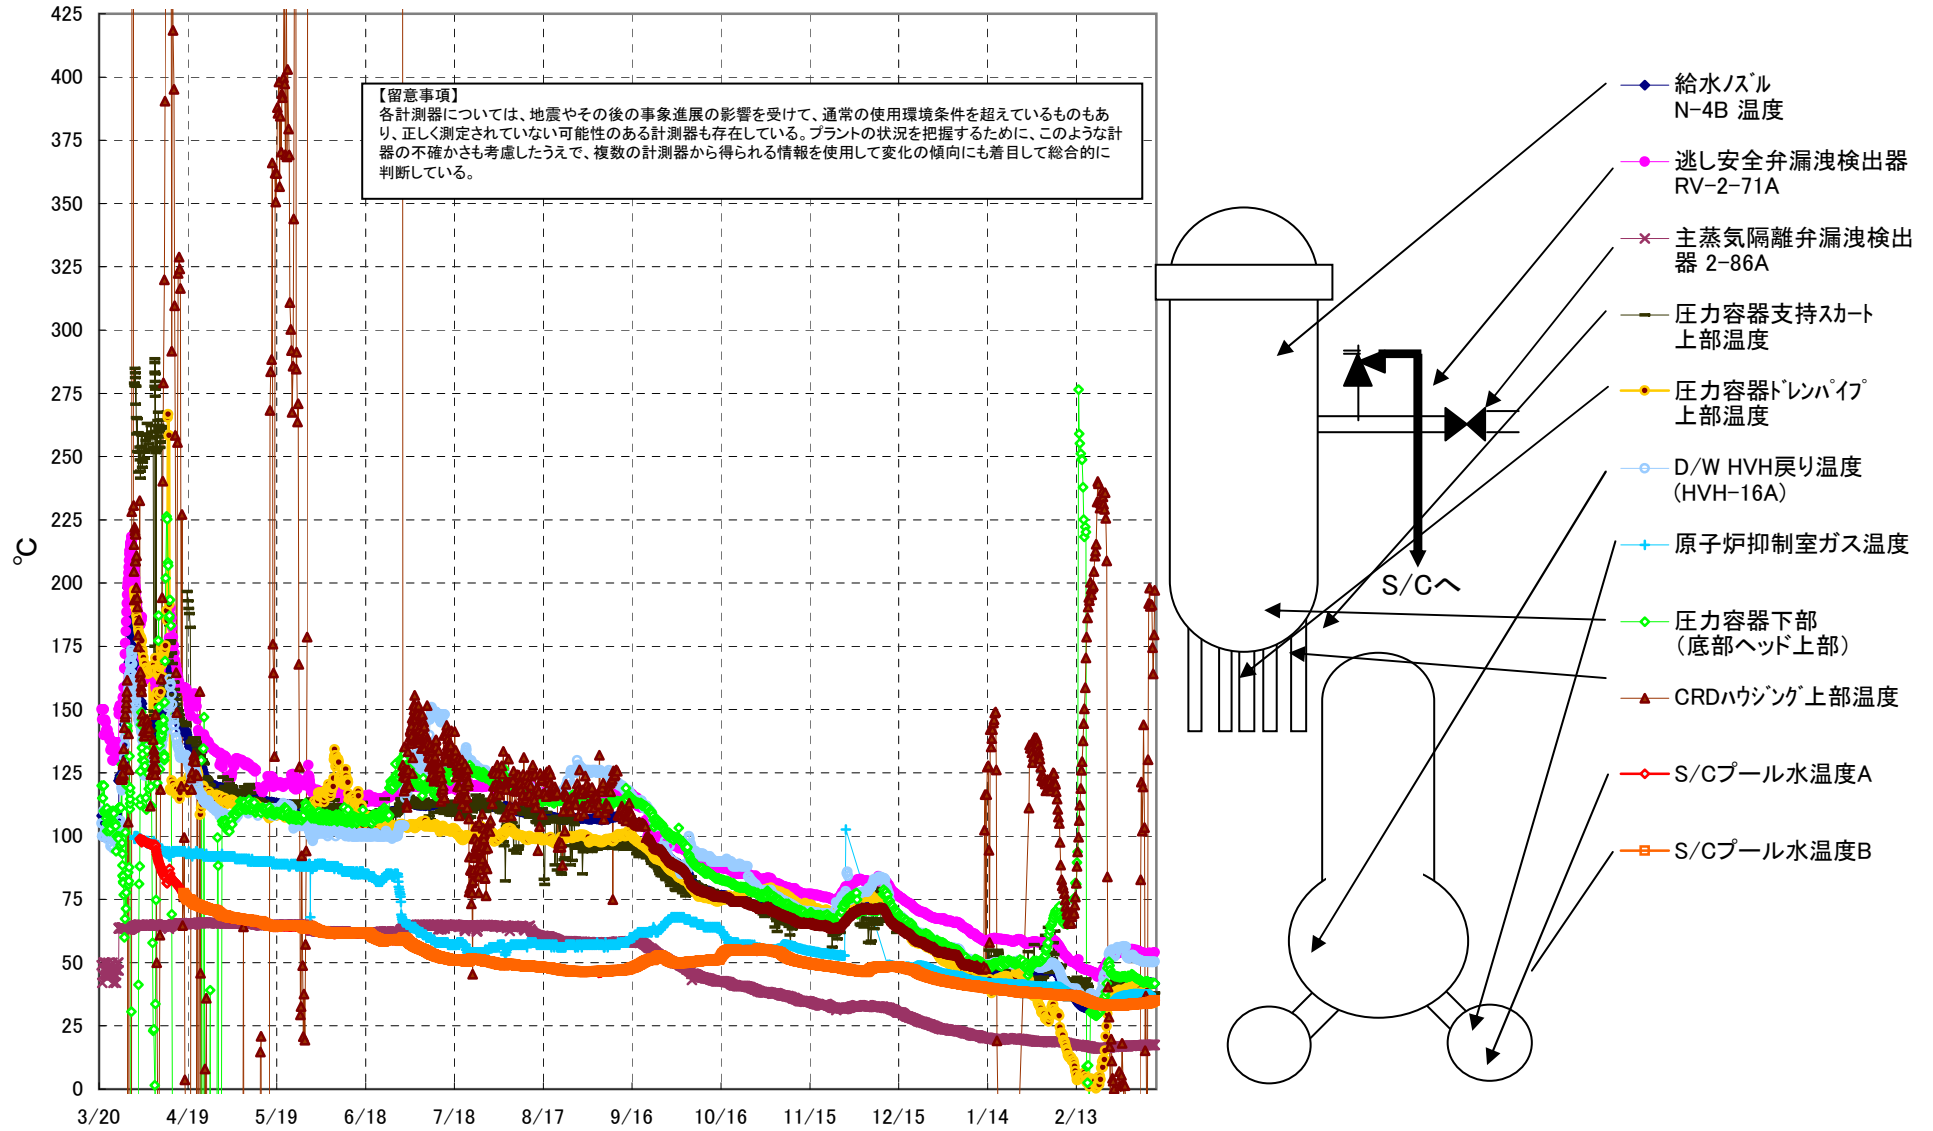 425
400
375
350
325
300
275
250
225
200
175
150
125
100
75
50
25
0
℃
3/20
4/19
5/19
6/18
7/18
8/17
9/16
10/16
11/15
12/15
1/14
2/13
【留意事項】
各計測器については、地震やその後の事象進展の影響を受けて、通常の使用環境条件を超えているものもあ
り、正しく測定されていない可能性のある計測器も存在している。プラントの状況を把握するために、このような計
器の不確かさも考慮したうえで、複数の計測器から得られる情報を使用して変化の傾向にも着目して総合的に
判断している。
S/Cへ
給水ノズル
N-4B 温度
逃し安全弁漏洩検出器
RV-2-71A
主蒸気隔離弁漏洩検出
器 2-86A
圧力容器支持スカート
上部温度
圧力容器ドレンパイプ
上部温度
D/W HVH戻り温度
(HVH-16A)
原子炉抑制室ガス温度
圧力容器下部
(底部ヘッド上部)
CRDハウジング上部温度
S/Cプール水温度A
S/Cプール水温度B